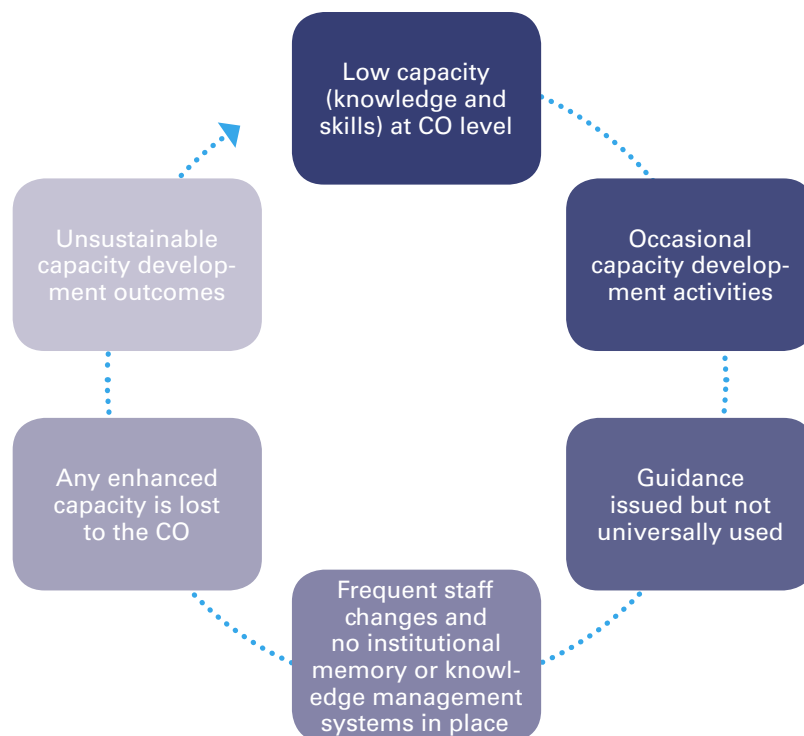 Low capacity
(knowledge and
skills) at CO level
Occasional
capacity develop-
ment activities
Guidance
issued but not
universally used
Frequent staff
changes and
no institutional
memory or knowl-
edge management
systems in place
Any enhanced
capacity is lost
to the CO
Unsustainable
capacity develop-
ment outcomes